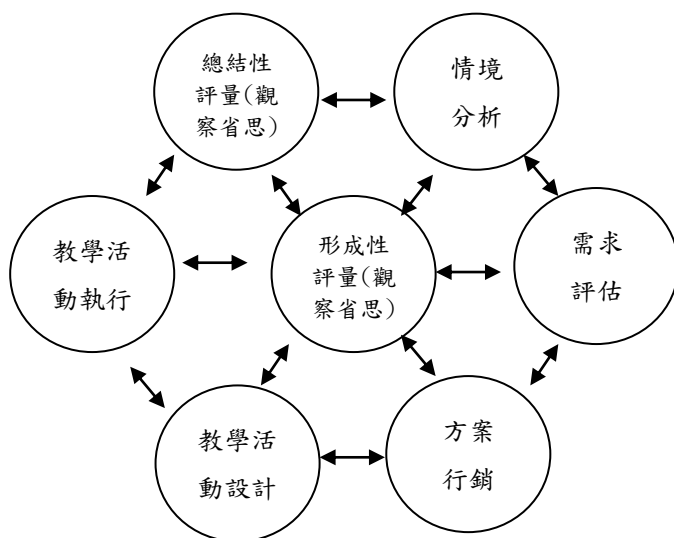 總結性
評量(觀
察省思)
情境
分析
教學活
動執行
形成性
評量(觀
察省思)
需求
評估
教學活
動設計
方案
行銷